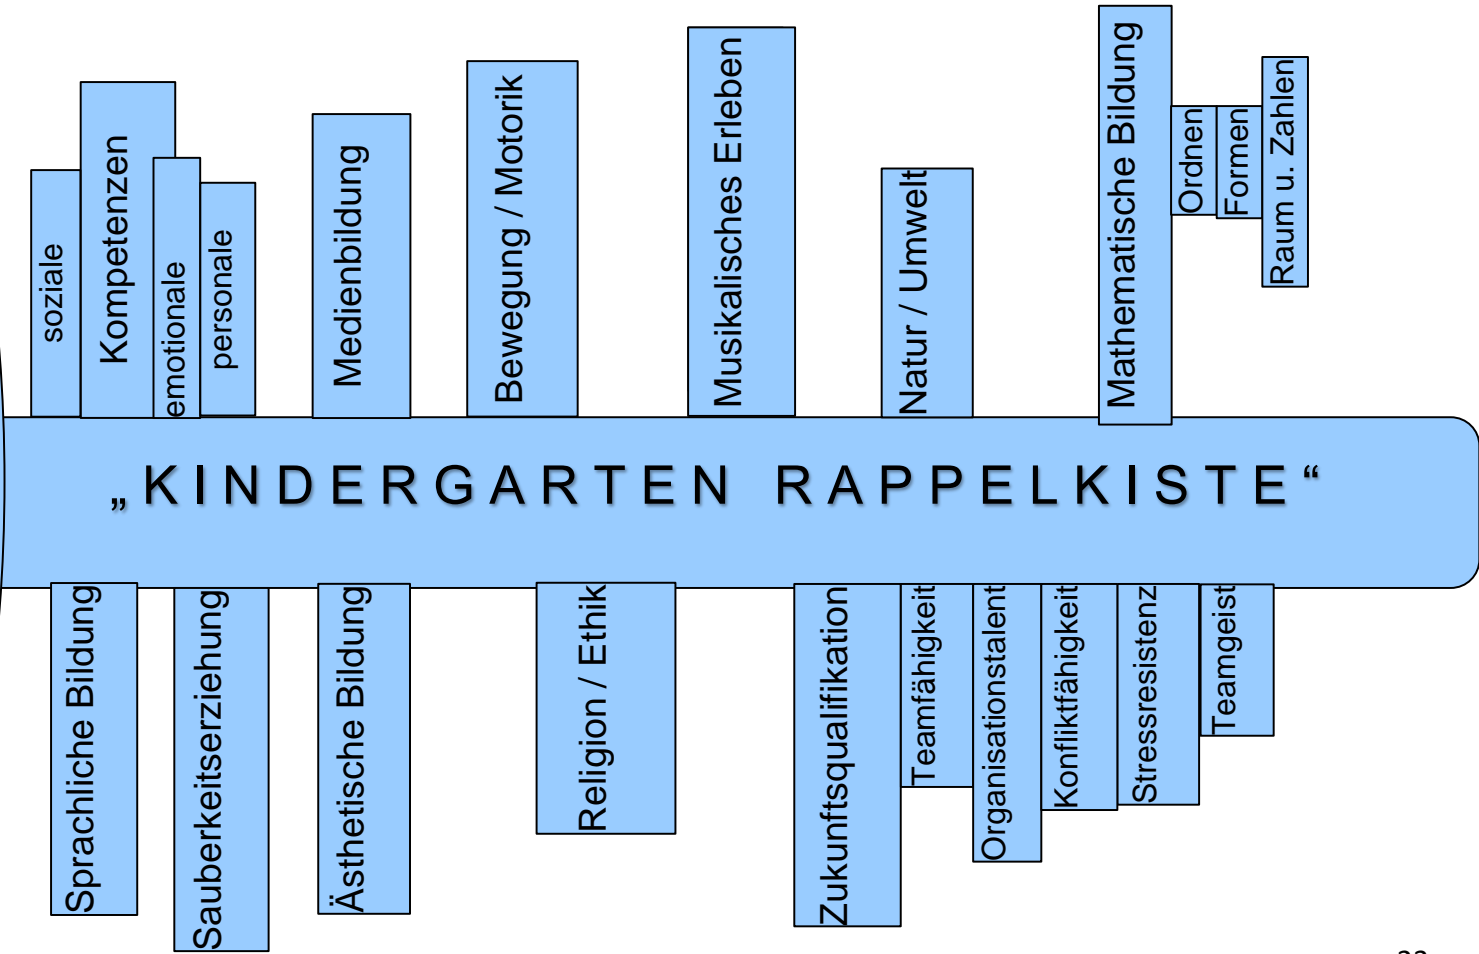 soziale
Kompetenzen
emotionale
personale
Medienbildung
Bewegung / Motorik
Musikalisches Erleben
Natur / Umwelt
Mathematische Bildung
Ordnen
Formen
Raum u. Zahlen
„KINDERGARTEN RAPPELKISTE“
Sprachliche Bildung
Sauberkeitserziehung
Ästhetische Bildung
Religion / Ethik
Zukunftsqualifikation
Teamfähigkeit
Organisationstalent
Konfliktfähigkeit
Stressresistenz
Teamgeist